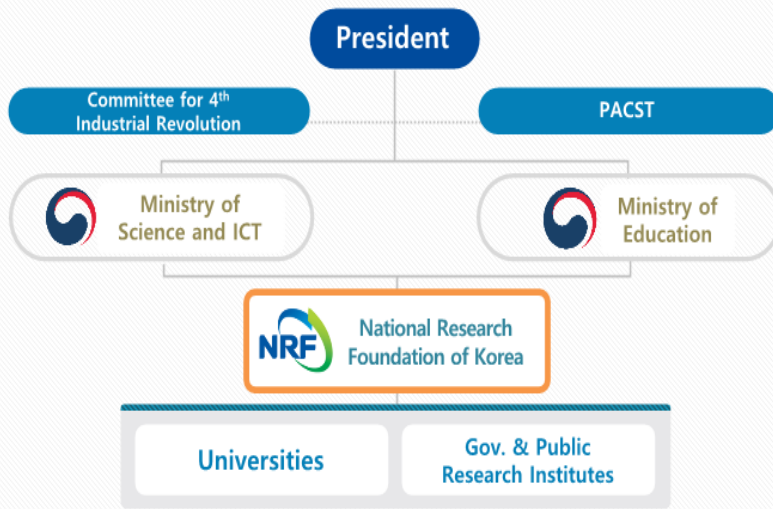 President
Committee for 4th
Industrial Revolution
PACST
Ministry of
Science and ICT
Ministry of
Education
NRF
National Research
Foundation of Korea
Universities
Gov. & Public
Research Institutes